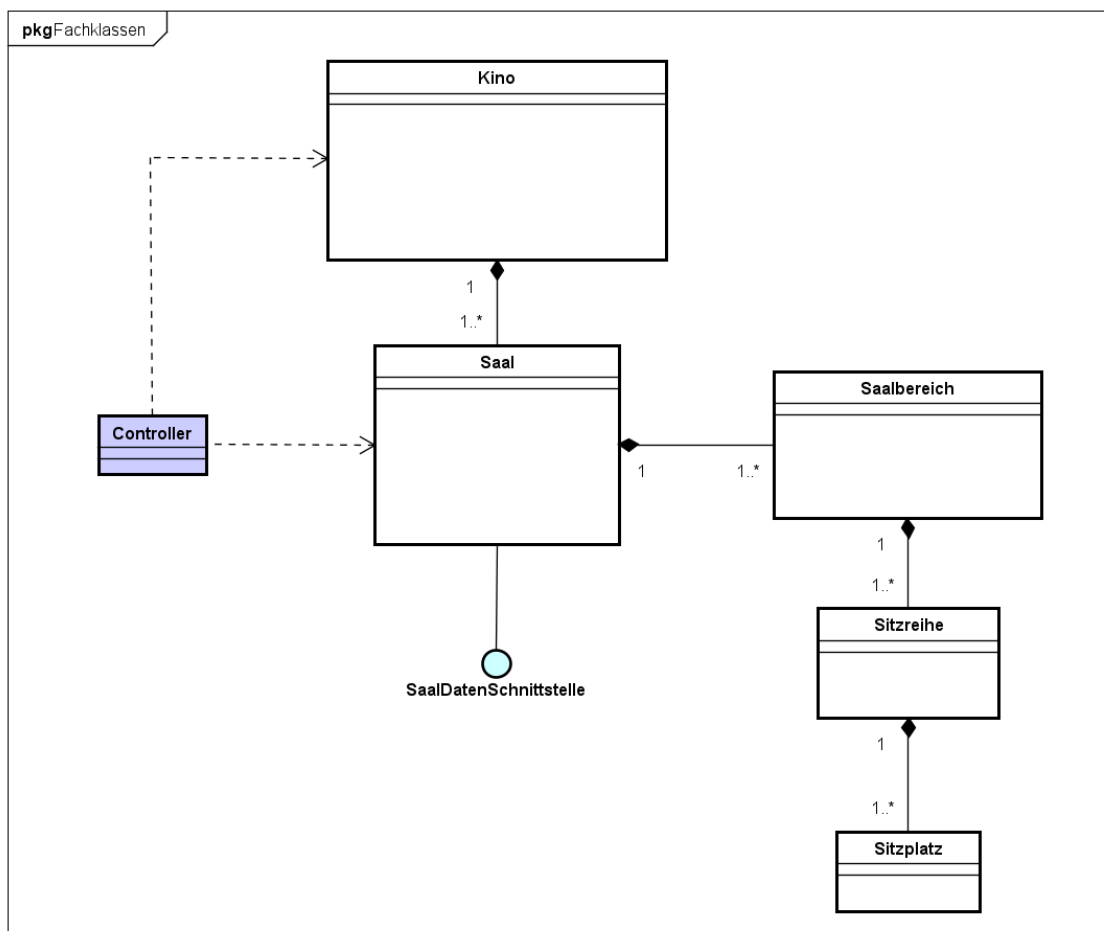 pkgFachklassen
Kino
1
1..*
Saal
Saalbereich
Controller
1
1..*
1
1..*
Sitzreihe
SaalDatenSchnittstelle
1
1..*
Sitzplatz